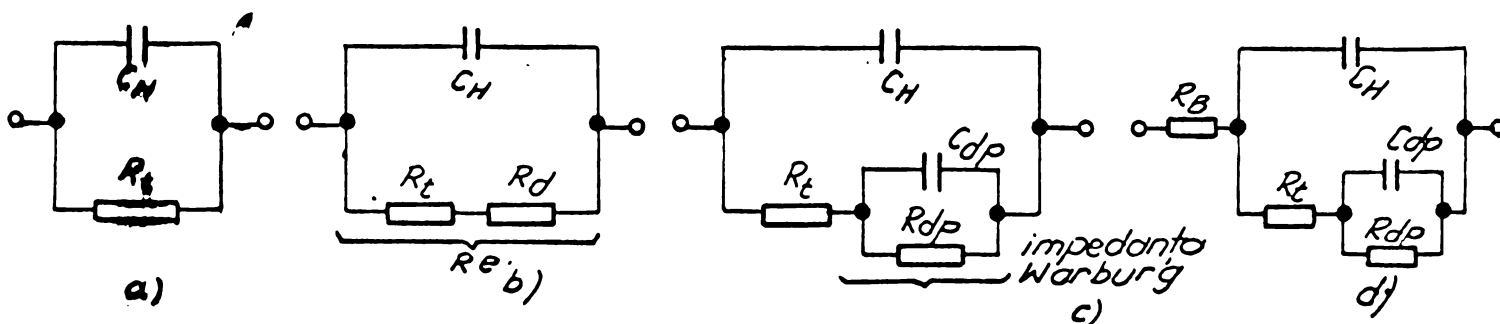 C_H
R_t
a)
C_H
R_t
R_d
Re.
b)
C_H
C_dp
R_t
R_dp
impedanta
Warburg
c)
R_B
C_H
C_dp
R_t
R_dp
d)